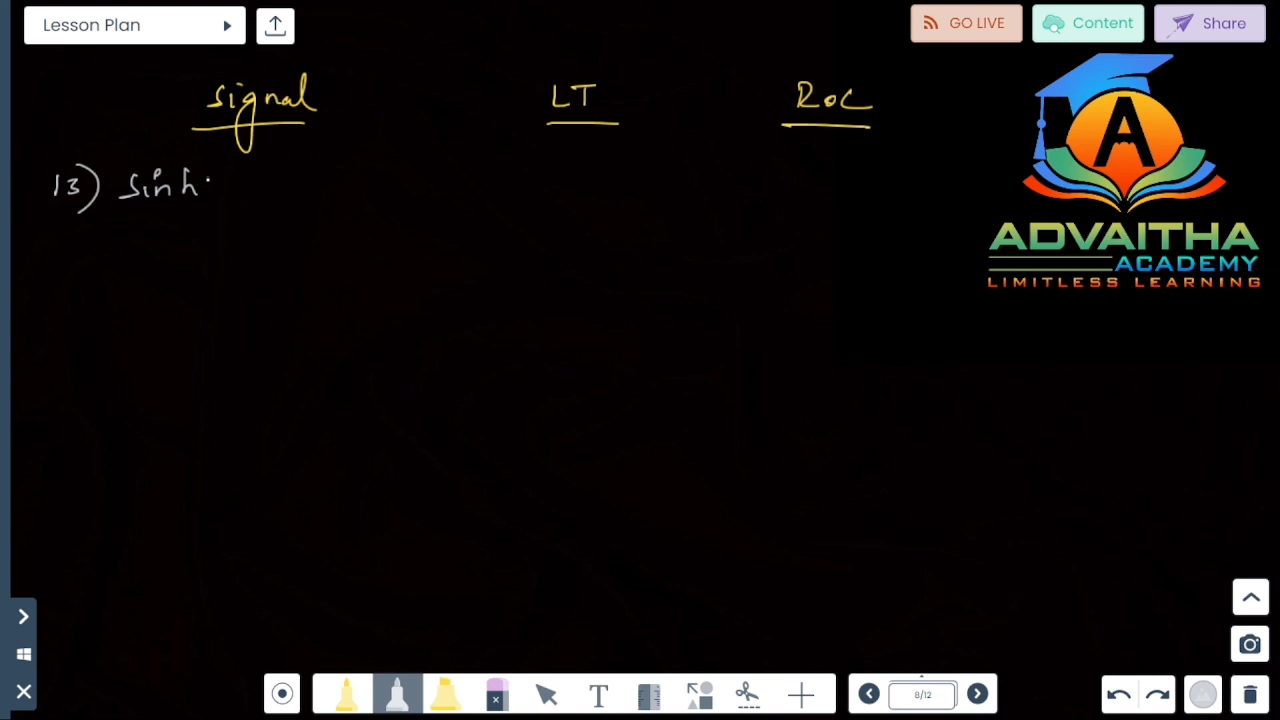 Lesson Plan
GO LIVE
Content
Share
Signal LT ROC
13) sinh
A
ADVAITHA
ACADEMY
LIMITLESS LEARNING
T
8/12